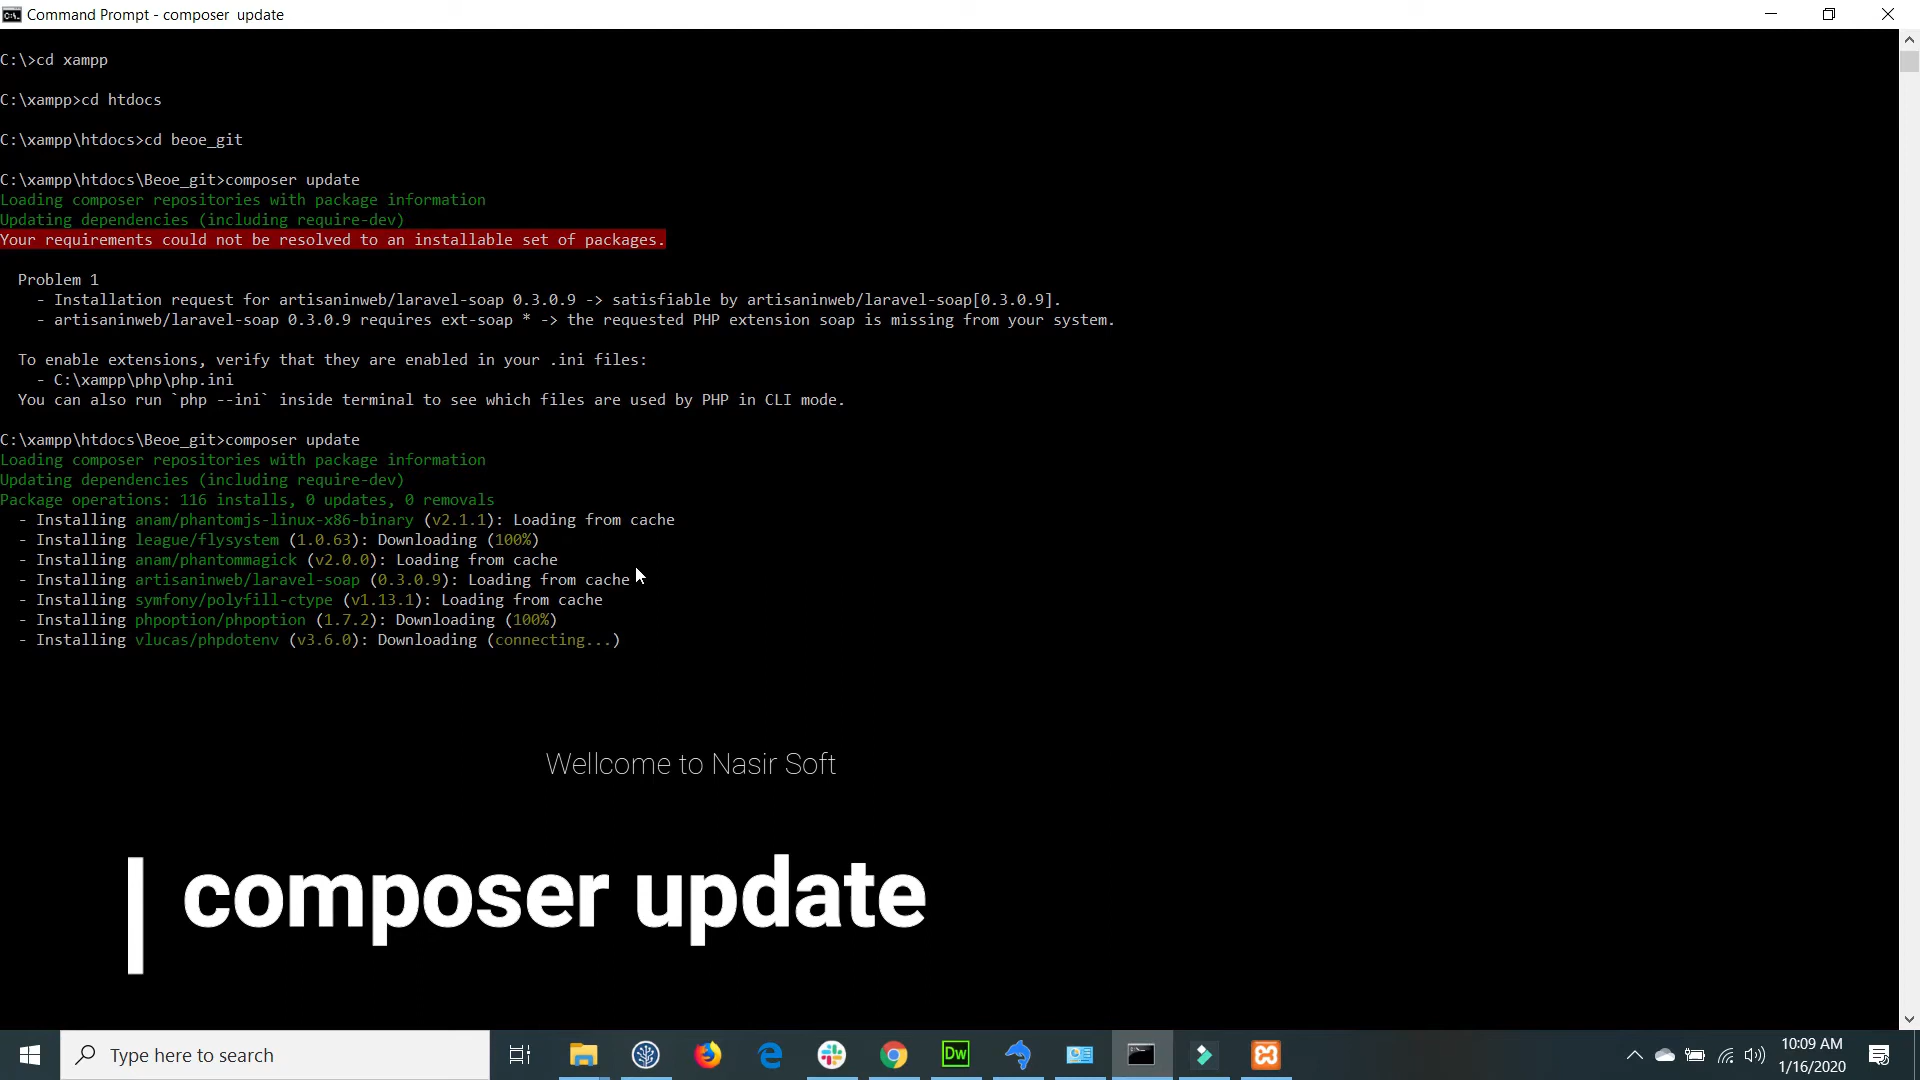 Command Prompt - composer  update
C:\>cd xampp
C:\xampp>cd htdocs
C:\xampp\htdocs>cd beoe_git
C:\xampp\htdocs\Beoe_git>composer update
Loading composer repositories with package information
Updating dependencies (including require-dev)
Your requirements could not be resolved to an installable set of packages.
  Problem 1
    - Installation request for artisaninweb/laravel-soap 0.3.0.9 -> satisfiable by artisaninweb/laravel-soap[0.3.0.9].
    - artisaninweb/laravel-soap 0.3.0.9 requires ext-soap * -> the requested PHP extension soap is missing from your system.
  To enable extensions, verify that they are enabled in your .ini files:
    - C:\xampp\php\php.ini
  You can also run `php --ini` inside terminal to see which files are used by PHP in CLI mode.
C:\xampp\htdocs\Beoe_git>composer update
Loading composer repositories with package information
Updating dependencies (including require-dev)
Package operations: 116 installs, 0 updates, 0 removals
  - Installing anam/phantomjs-linux-x86-binary (v2.1.1): Loading from cache
  - Installing league/flysystem (1.0.63): Downloading (100%)
  - Installing anam/phantommagick (v2.0.0): Loading from cache
  - Installing artisaninweb/laravel-soap (0.3.0.9): Loading from cache
  - Installing symfony/polyfill-ctype (v1.13.1): Loading from cache
  - Installing phpoption/phpoption (1.7.2): Downloading (100%)
  - Installing vlucas/phpdotenv (v3.6.0): Downloading (connecting...)
Wellcome to Nasir Soft
composer update
Type here to search
Dw
10:09 AM
1/16/2020